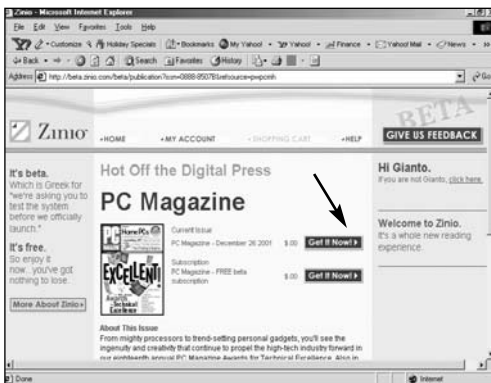 Zinio - Microsoft Internet Explorer
File Edit View Favorites Tools Help
Customize Holiday Specials Bookmarks My Yahoo! Yahoo! Finance Yahoo! Mail News
Back Search Favorites History
Address http://beta.zinio.com/beta/publication?
Go
BETA
Zinio
HOME MY ACCOUNT SHOPPING CART HELP
GIVE US FEEDBACK
It's beta.
Which is Greek for
"we're asking you to
test the system
before we officially
launch."
It's free.
So enjoy it
now...you've got
nothing to lose.
More About Zinio
Hot Off the Digital Press
PC Magazine
Home PCs
EXCELLENT!
Technical
Excellence
Current Issue
PC Magazine - December 26 2001 $.00 Get It Now!
Subscription
PC Magazine - FREE beta
subscription $.00 Get It Now!
About This Issue
From mighty processors to trend-setting personal gadgets, you'll see the
ingenuity and creativity that continue to propel the high-tech industry forward in
our eighteenth annual PC Magazine Awards for Technical Excellence. Also in
Hi Gianto.
If you are not Gianto, click here.
Welcome to Zinio.
It's a whole new reading
experience.
Done
Internet